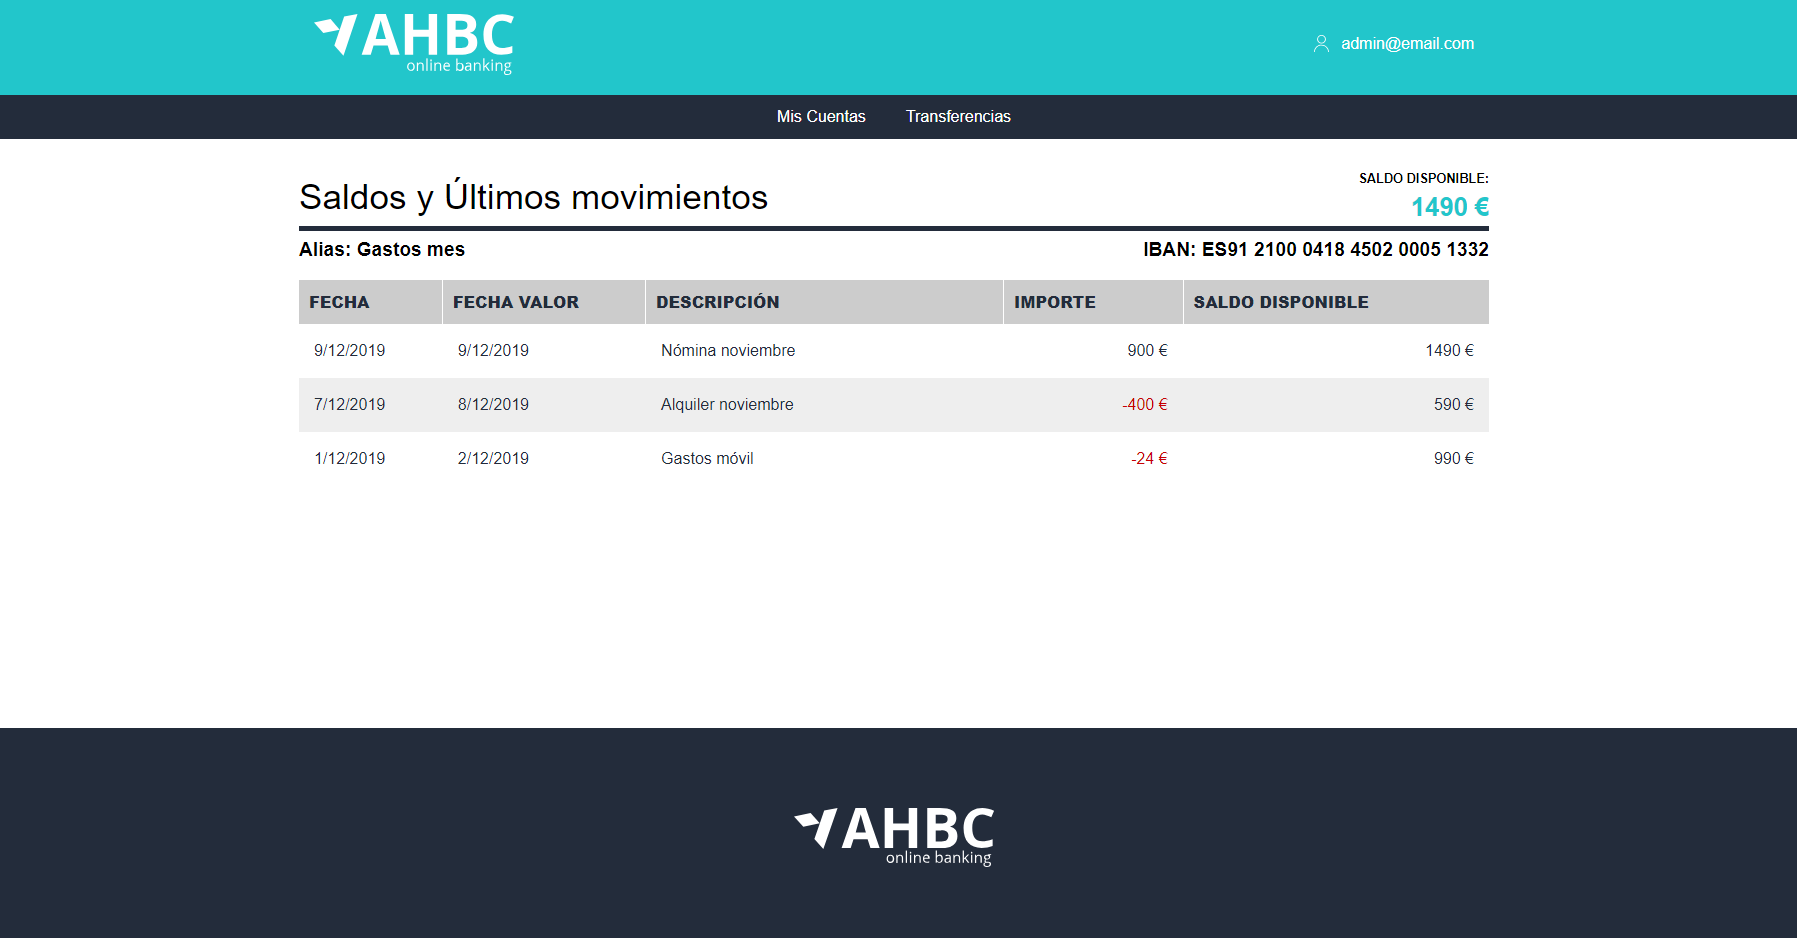 AHBC
online banking
admin@email.com
Mis Cuentas Transferencias
SALDO DISPONIBLE:
Saldos y Últimos movimientos 1490 €
Alias: Gastos mes IBAN: ES91 2100 0418 4502 0005 1332
FECHA FECHA VALOR DESCRIPCIÓN IMPORTE SALDO DISPONIBLE
9/12/2019 9/12/2019 Nómina noviembre 900 € 1490 €
7/12/2019 8/12/2019 Alquiler noviembre -400 € 590 €
1/12/2019 2/12/2019 Gastos móvil -24 € 990 €
AHBC
online banking